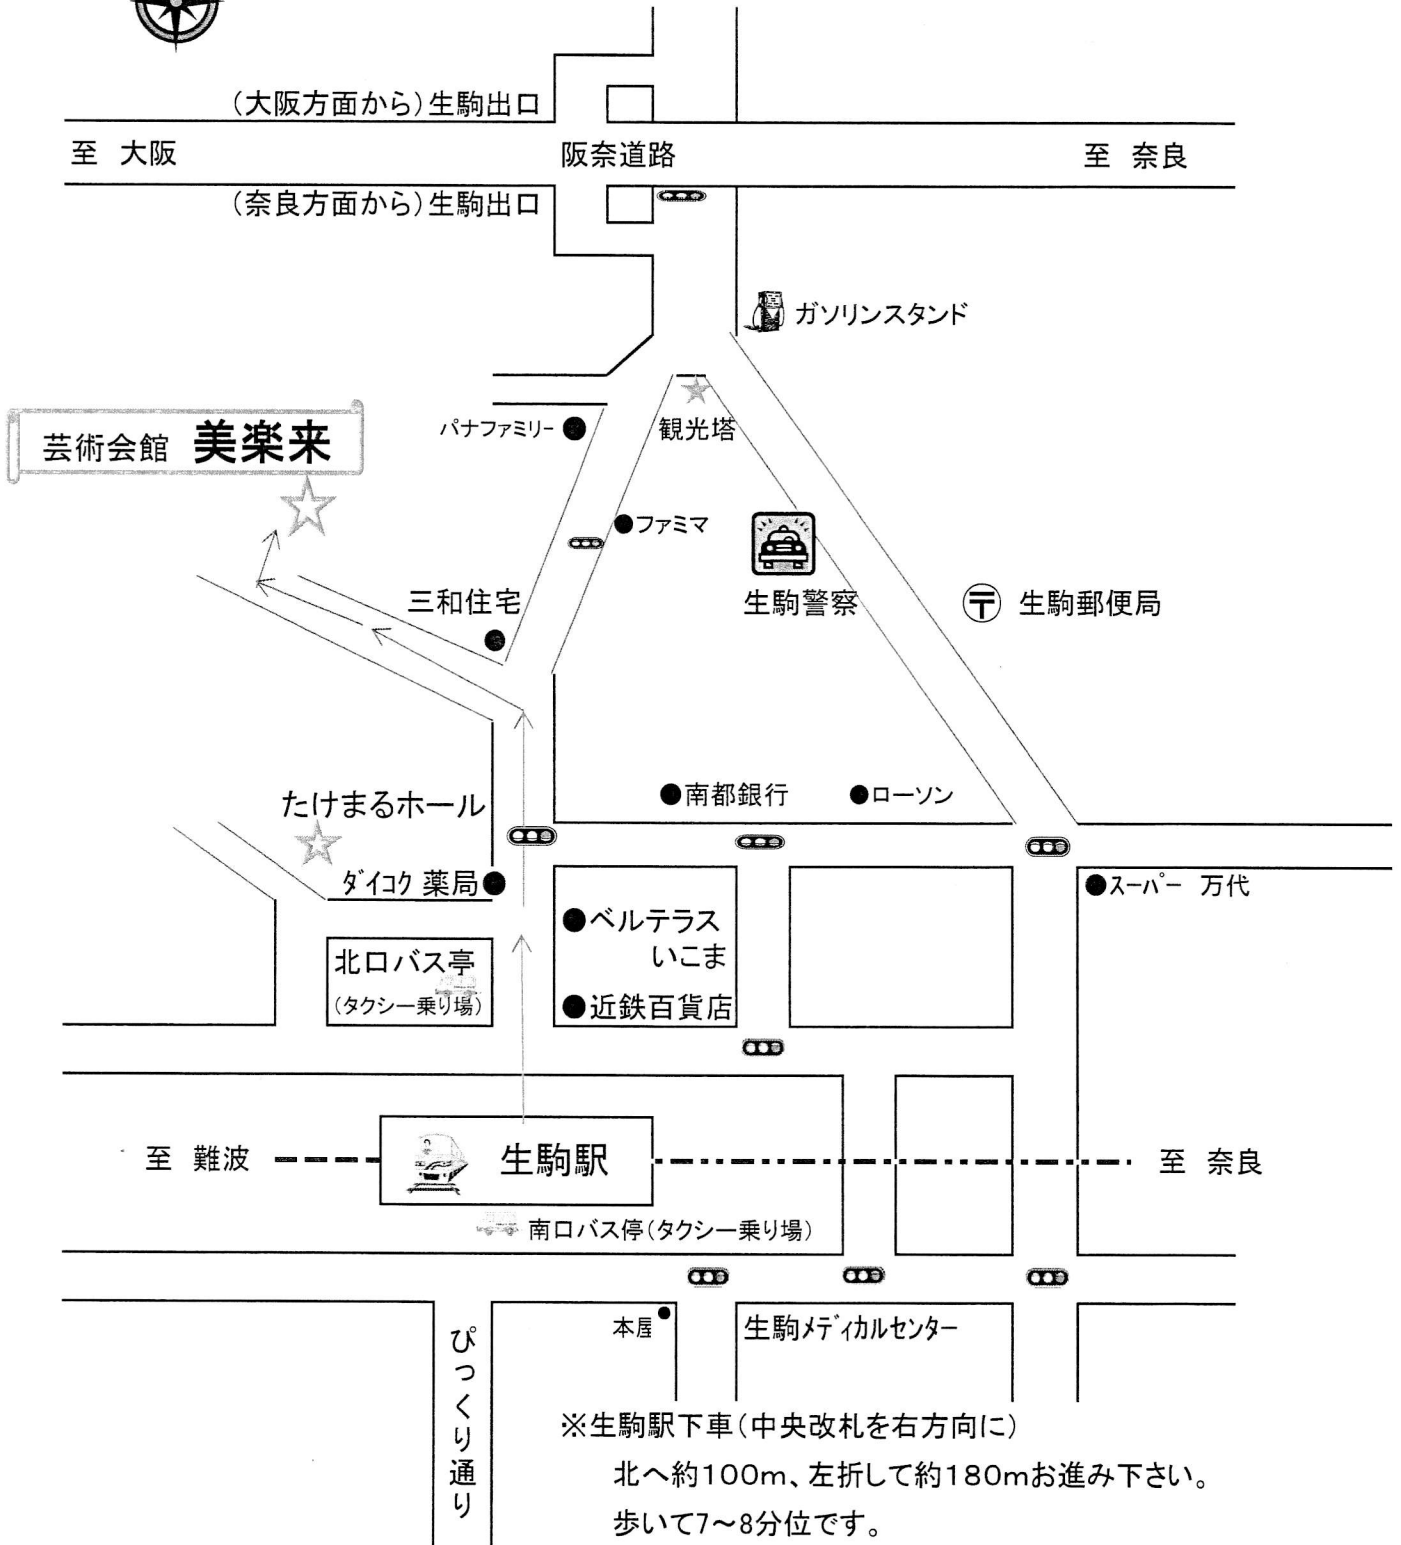 (大阪方面から)生駒出口
至 大阪
阪奈道路
至 奈良
(奈良方面から)生駒出口
ガソリンスタンド
芸術会館 美楽来
パナファミリー
観光塔
ファミマ
三和住宅
生駒警察
生駒郵便局
たけまるホール
南都銀行
ローソン
ダイコク 薬局
スーパー 万代
ベルテラス
いこま
北口バス亭
(タクシー乗り場)
近鉄百貨店
至 難波
生駒駅
至 奈良
南口バス停(タクシー乗り場)
本屋
生駒メディカルセンター
ぴっくり通り
※生駒駅下車(中央改札を右方向に)
北へ約100m、左折して約180mお進み下さい。
歩いて7~8分位です。